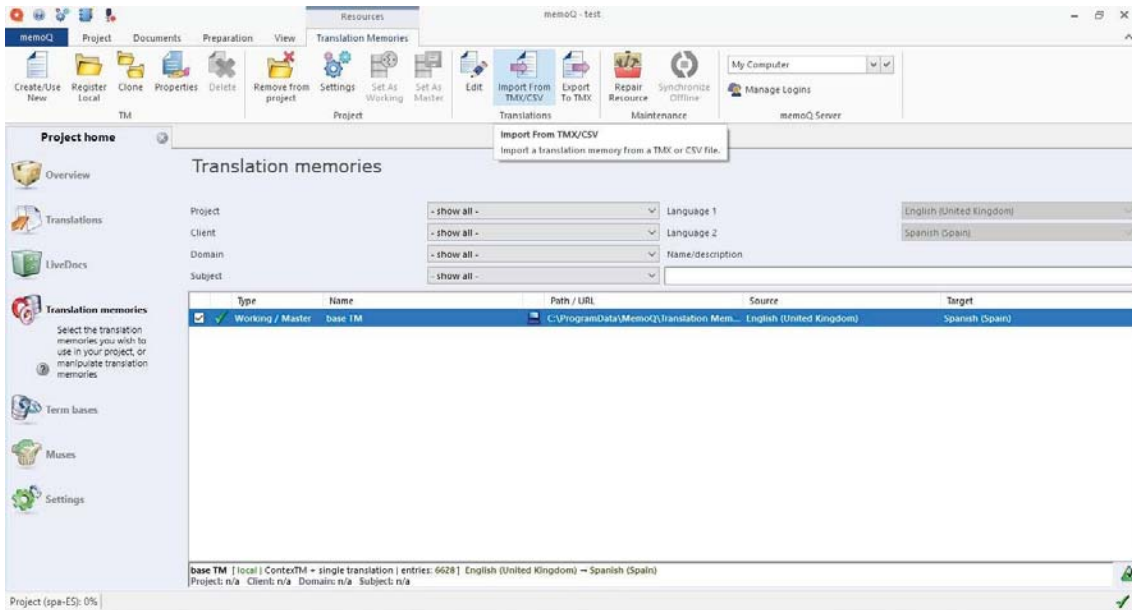 Resources
memoQ - test
memoQ
Project
Documents
Preparation
View
Translation Memories
Create/Use New
Register Local
Clone
Properties
Delete
Remove from project
Settings
Set As Working
Set As Master
Edit
Import From TMX/CSV
Export To TMX
Repair Resource
Synchronize Offline
My Computer
Manage Logins
TM
Project
Translations
Maintenance
memoQ Server
Import From TMX/CSV
Import a translation memory from a TMX or CSV file.
Project home
Overview
Translations
LiveDocs
Translation memories
Select the translation
memories you wish to
use in your project, or
manipulate translation
memories
Term bases
Muses
Settings
Translation memories
Project - show all - Language 1 English (United Kingdom)
Client - show all - Language 2 Spanish (Spain)
Domain - show all - Name/description
Subject - show all -
Type Name Path / URL Source Target
Working / Master base TM C:\ProgramData\MemoQ\Translation Mem... English (United Kingdom) Spanish (Spain)
base TM [ local | ContexTM + single translation | entries: 6628 ] English (United Kingdom) → Spanish (Spain)
Project: n/a Client: n/a Domain: n/a Subject: n/a
Project (spa-ES): 0%